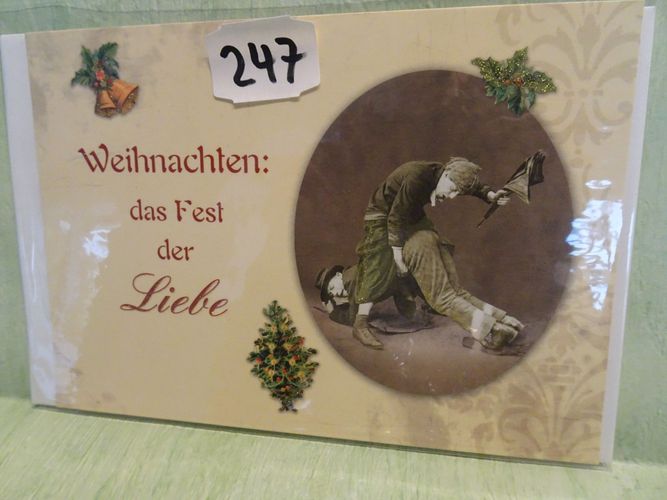 247
Weihnachten:
das Fest
der
Liebe